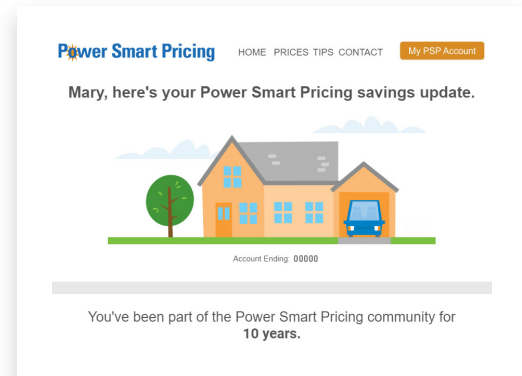 Power Smart Pricing
HOME PRICES TIPS CONTACT
My PSP Account
Mary, here's your Power Smart Pricing savings update.
Account Ending: 00000
You've been part of the Power Smart Pricing community for
10 years.